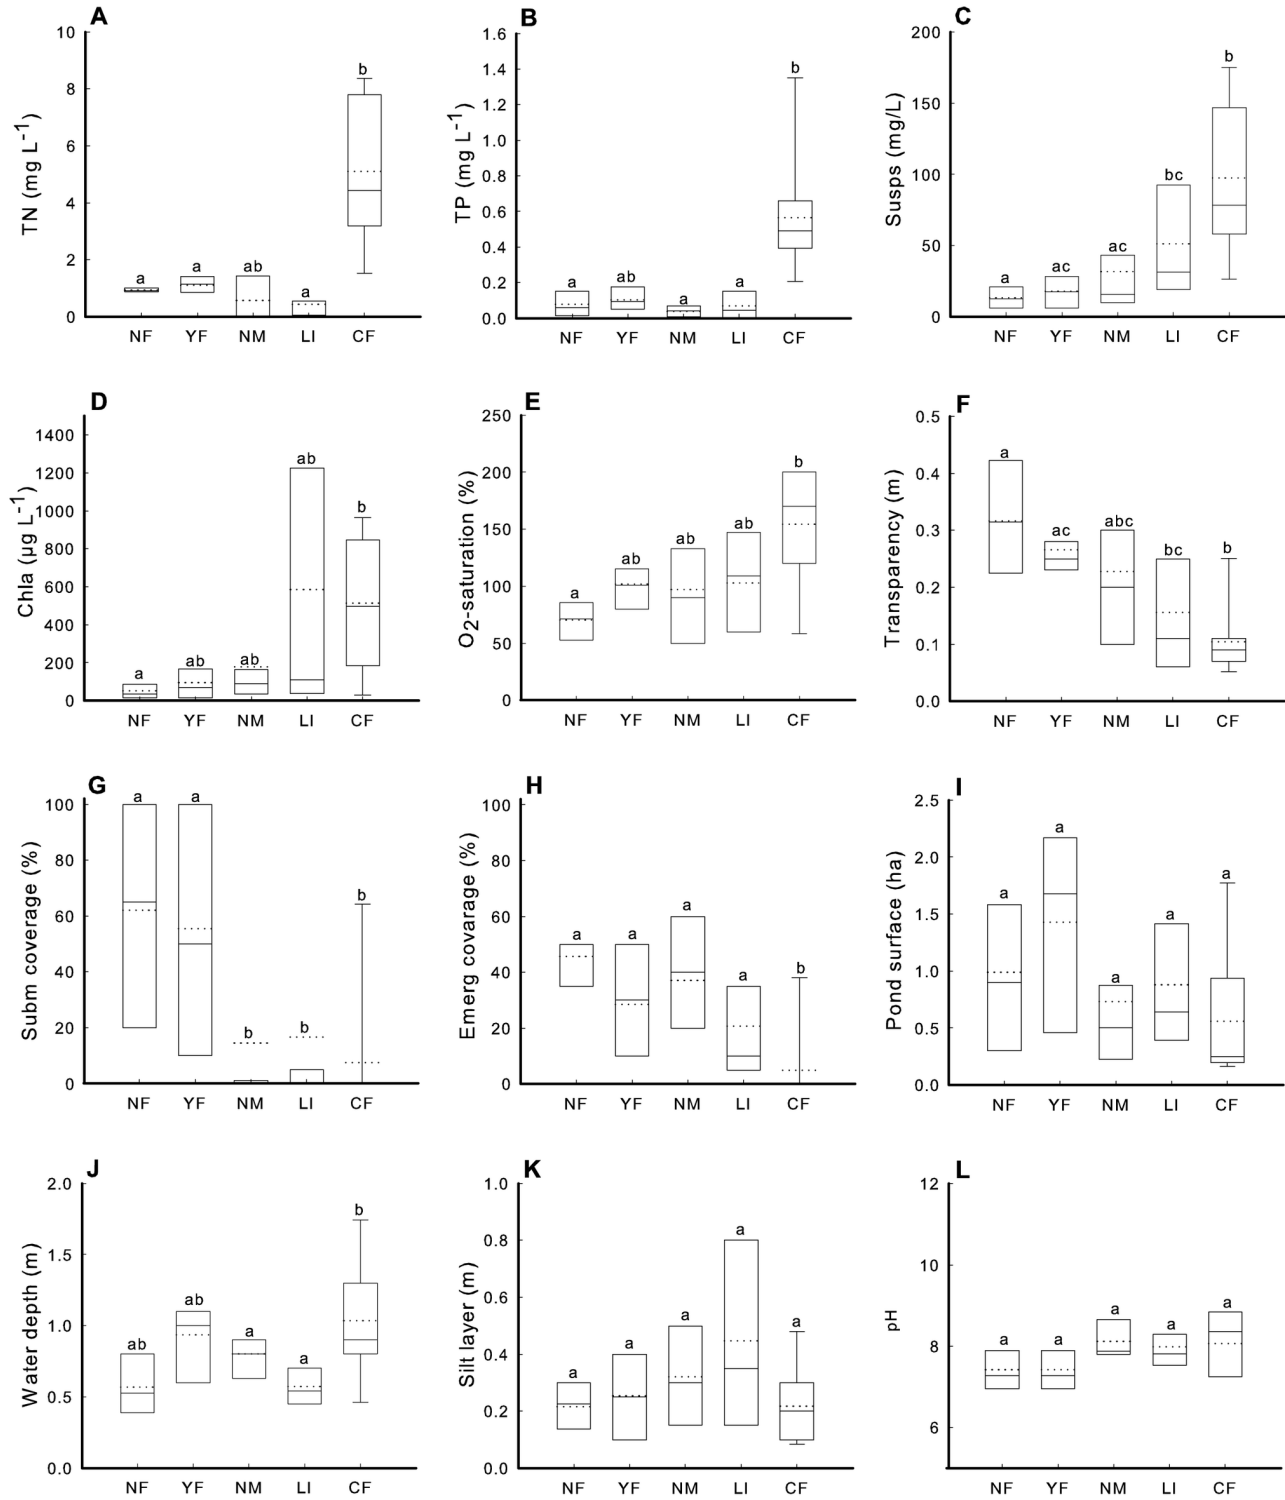 A
TN (mg L-1)
10
8
6
4
2
0
a
a
ab
a
b
NF YF NM LI CF
B
TP (mg L-1)
1.6
1.4
1.2
1.0
0.8
0.6
0.4
0.2
0.0
a
ab
a
a
b
NF YF NM LI CF
C
Susps (mg/L)
200
150
100
50
0
a
ac
ac
bc
b
NF YF NM LI CF
D
Chla (µg L-1)
1400
1200
1000
800
600
400
200
0
a
ab
ab
ab
b
NF YF NM LI CF
E
O2-saturation (%)
250
200
150
100
50
0
a
ab
ab
ab
b
NF YF NM LI CF
F
Transparency (m)
0.5
0.4
0.3
0.2
0.1
0.0
a
ac
abc
bc
b
NF YF NM LI CF
G
Subm coverage (%)
100
80
60
40
20
0
a
a
b
b
b
NF YF NM LI CF
H
Emerg covarage (%)
100
80
60
40
20
0
a
a
a
a
b
NF YF NM LI CF
I
Pond surface (ha)
2.5
2.0
1.5
1.0
0.5
0.0
a
a
a
a
a
NF YF NM LI CF
J
Water depth (m)
2.0
1.5
1.0
0.5
0.0
ab
ab
a
a
b
NF YF NM LI CF
K
Silt layer (m)
1.0
0.8
0.6
0.4
0.2
0.0
a
a
a
a
a
NF YF NM LI CF
L
pH
12
10
8
6
a
a
a
a
a
NF YF NM LI CF